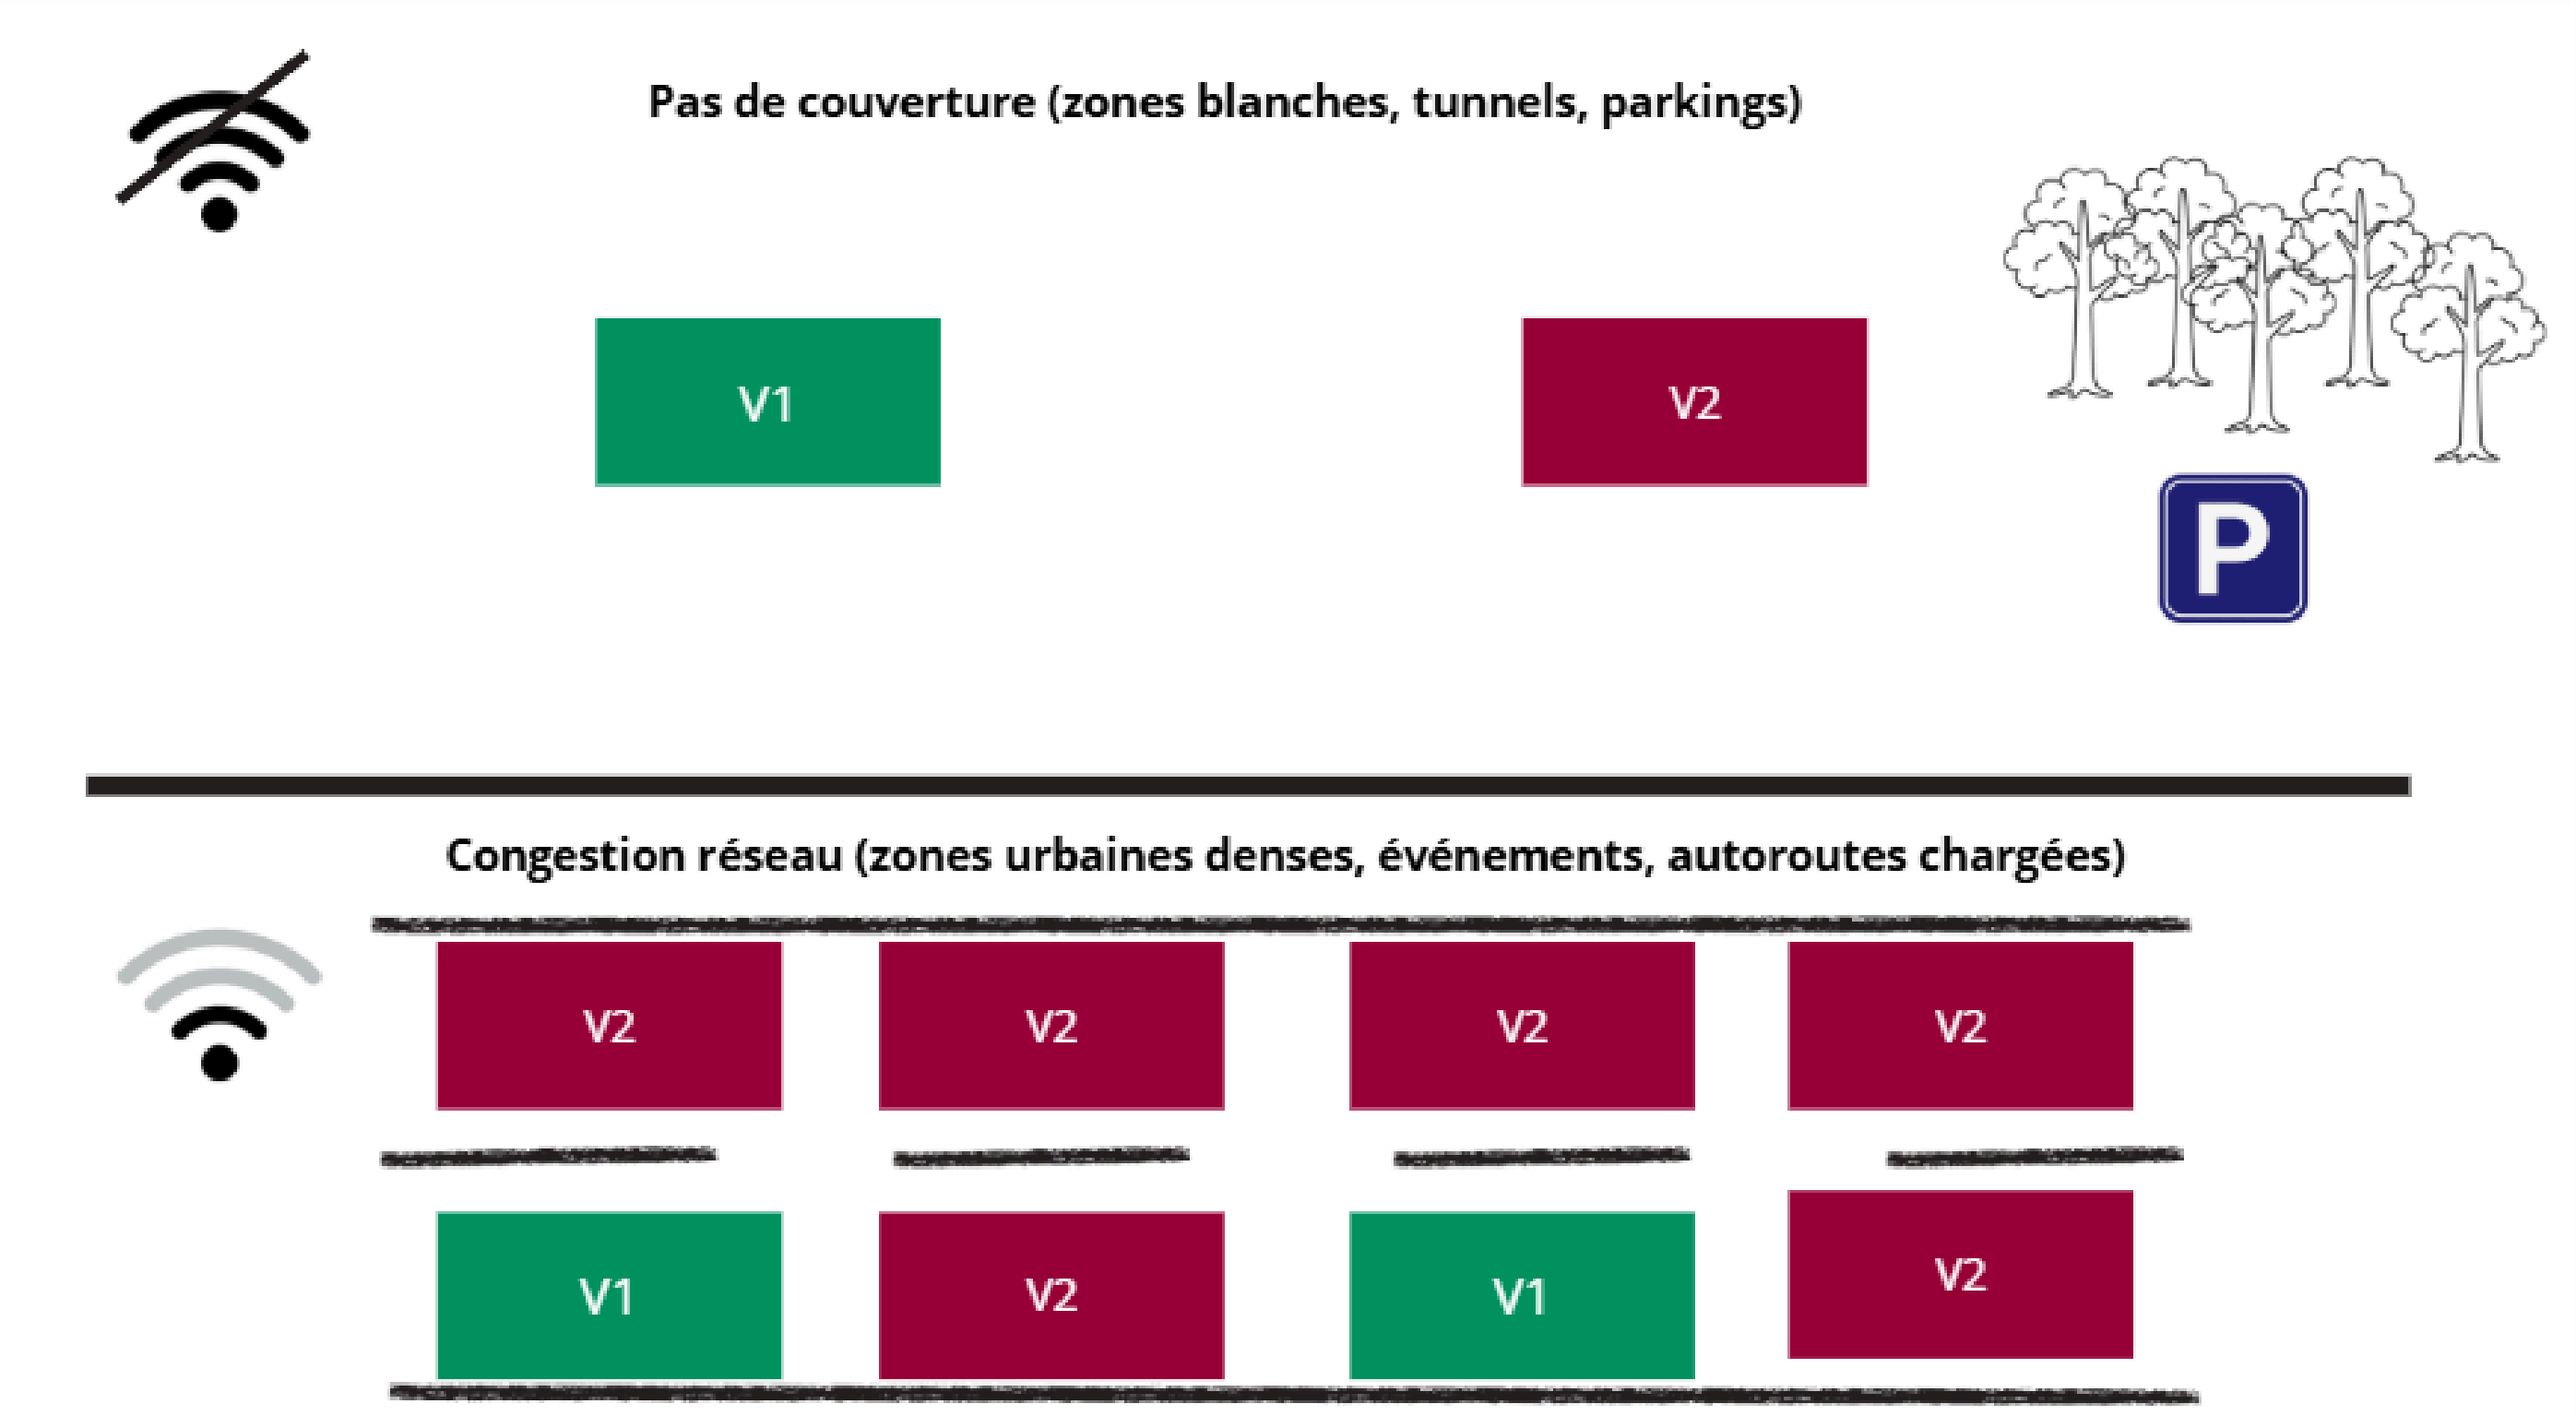 Pas de couverture (zones blanches, tunnels, parkings)
V1 V2
P
Congestion réseau (zones urbaines denses, événements, autoroutes chargées)
V2 V2 V2 V2
V1 V2 V1 V2